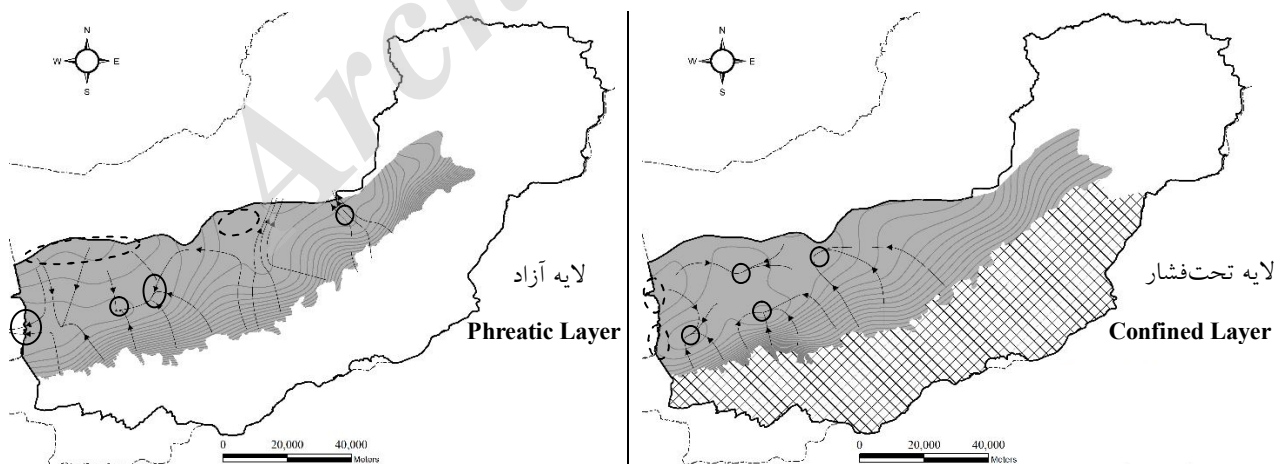 Arch
N
W E
S
لایه آزاد
Phreatic Layer
0 20,000 40,000
Meters
N
W E
S
لایه تحت‌فشار
Confined Layer
0 20,000 40,000
Meters